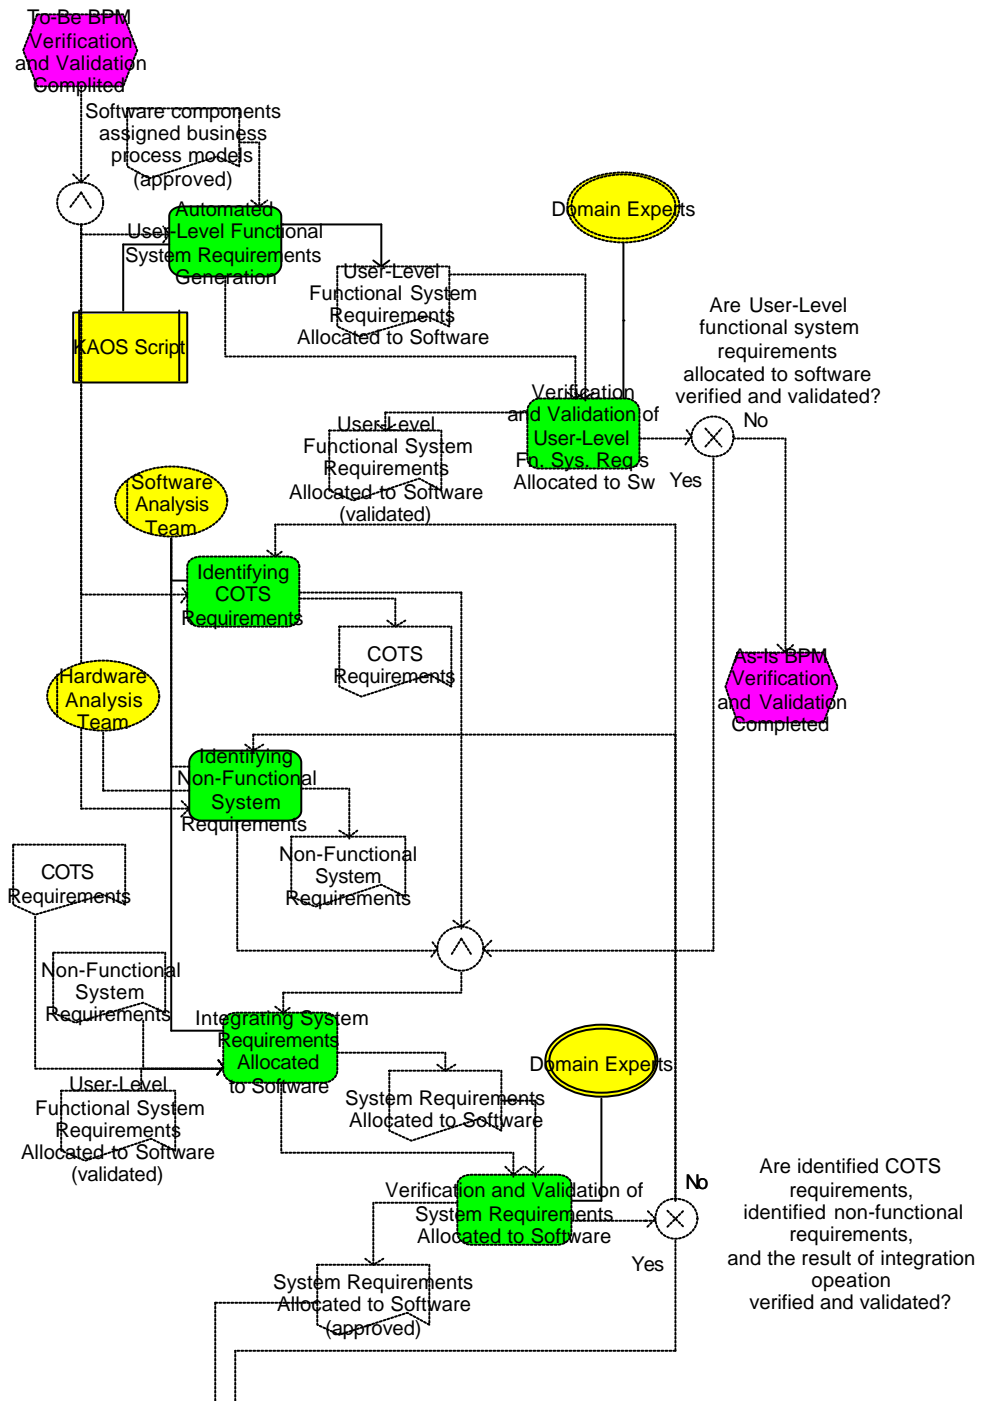 To-Be BPM
Verification
and Validation
Complited
Software components
assigned business
process models
(approved)
Automated
User-Level Functional
System Requirements
Generation
Domain Experts
User-Level
Functional System
Requirements
Allocated to Software
KAOS Script
Are User-Level
functional system
requirements
allocated to software
verified and validated?
No
Yes
Verification
and Validation of
User-Level
Fn. Sys. Req.s
Allocated to Sw
User-Level
Functional System
Requirements
Allocated to Software
(validated)
Software
Analysis
Team
Identifying
COTS
Requirements
COTS
Requirements
Hardware
Analysis
Team
As-Is BPM
Verification
and Validation
Completed
Identifying
Non-Functional
System
Requirements
Non-Functional
System
Requirements
COTS
Requirements
Non-Functional
System
Requirements
Integrating System
Requirements
Allocated
to Software
Domain Experts
User-Level
Functional System
Requirements
Allocated to Software
(validated)
System Requirements
Allocated to Software
Verification and Validation of
System Requirements
Allocated to Software
No
Yes
Are identified COTS
requirements,
identified non-functional
requirements,
and the result of integration
opeation
verified and validated?
System Requirements
Allocated to Software
(approved)